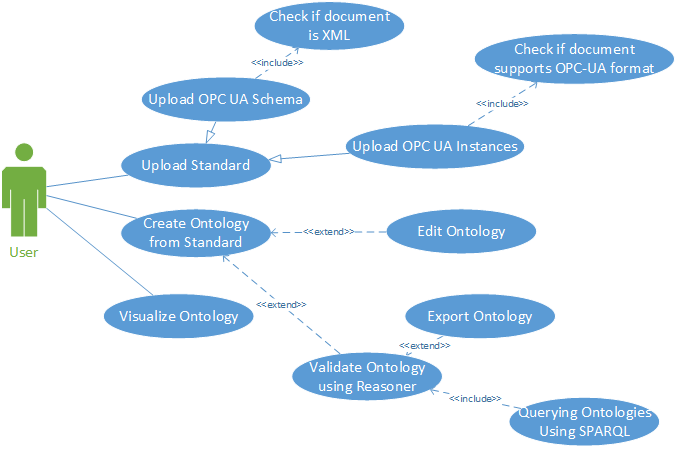 Check if document
is XML
<<include>>
Check if document
supports OPC-UA format
<<include>>
Upload OPC UA Schema
Upload OPC UA Instances
Upload Standard
User
Create Ontology
from Standard
<<extend>>
Edit Ontology
<<extend>>
Visualize Ontology
Export Ontology
<<extend>>
Validate Ontology
using Reasoner
<<include>>
Querying Ontologies
Using SPARQL